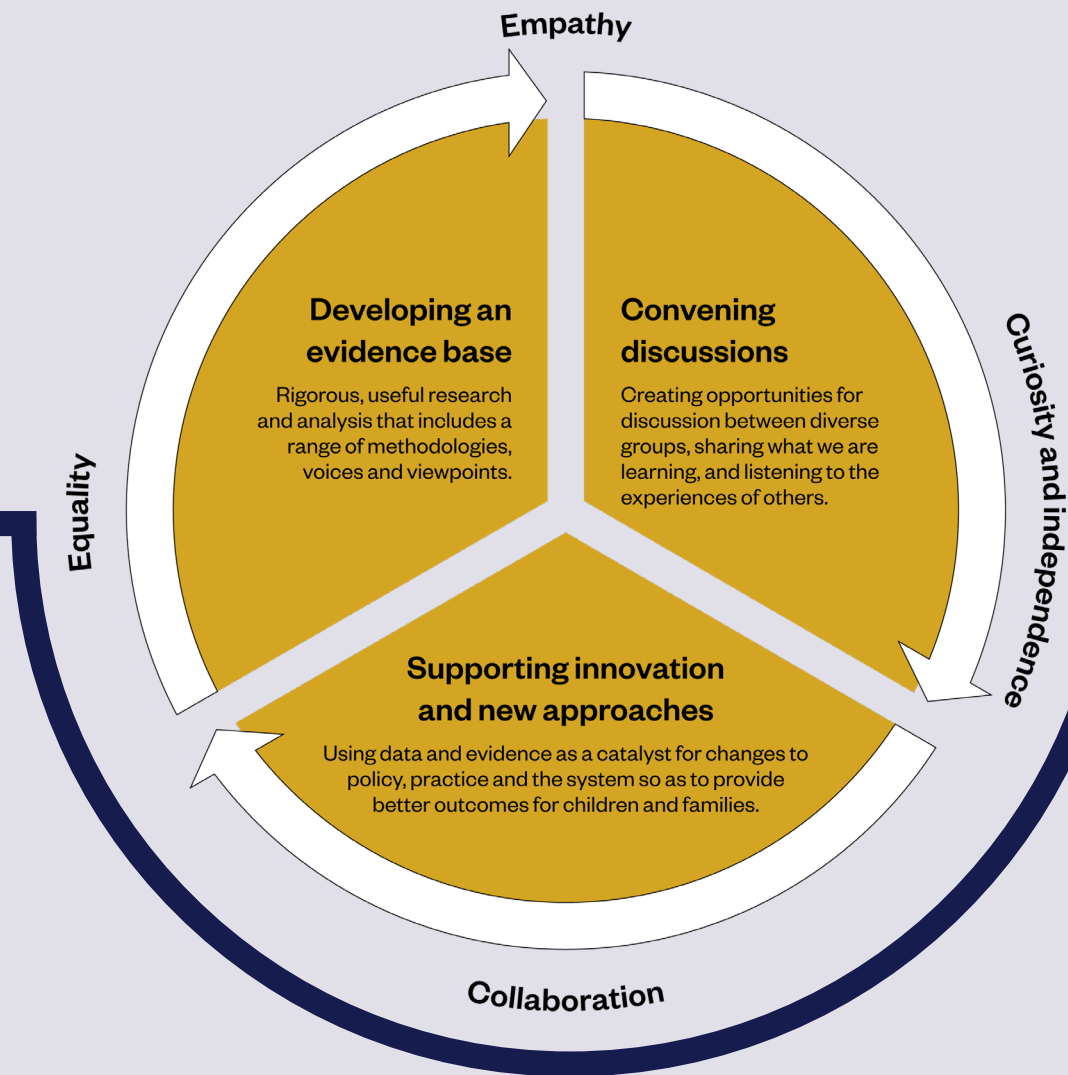 Empathy
Developing an
evidence base
Rigorous, useful research
and analysis that includes a
range of methodologies,
voices and viewpoints.
Convening
discussions
Creating opportunities for
discussion between diverse
groups, sharing what we are
learning, and listening to the
experiences of others.
Curiosity and independence
Equality
Supporting innovation
and new approaches
Using data and evidence as a catalyst for changes to
policy, practice and the system so as to provide
better outcomes for children and families.
Collaboration